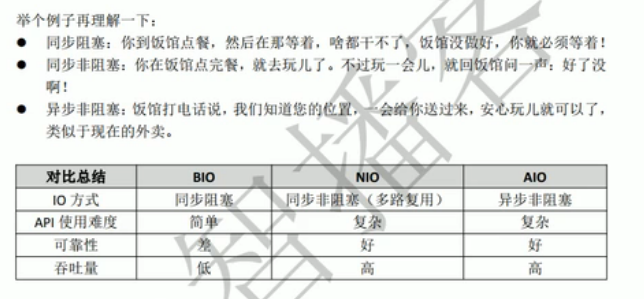 举个例子再理解一下：
● 同步阻塞：你到饭馆点餐，然后在那等着，啥都干不了，饭馆没做好，你就必须等着！
● 同步非阻塞：你在饭馆点完餐，就去玩儿了。不过玩一会儿，就回饭馆问一声：好了没
啊！
● 异步非阻塞：饭馆打电话说，我们知道您的位置，一会给你送过来，安心玩儿就可以了，
类似于现在的外卖。
对比总结 BIO NIO AIO
IO 方式 同步阻塞 同步非阻塞（多路复用） 异步非阻塞
API 使用难度 简单 复杂 复杂
可靠性 差 好 好
吞吐量 低 高 高
智播客